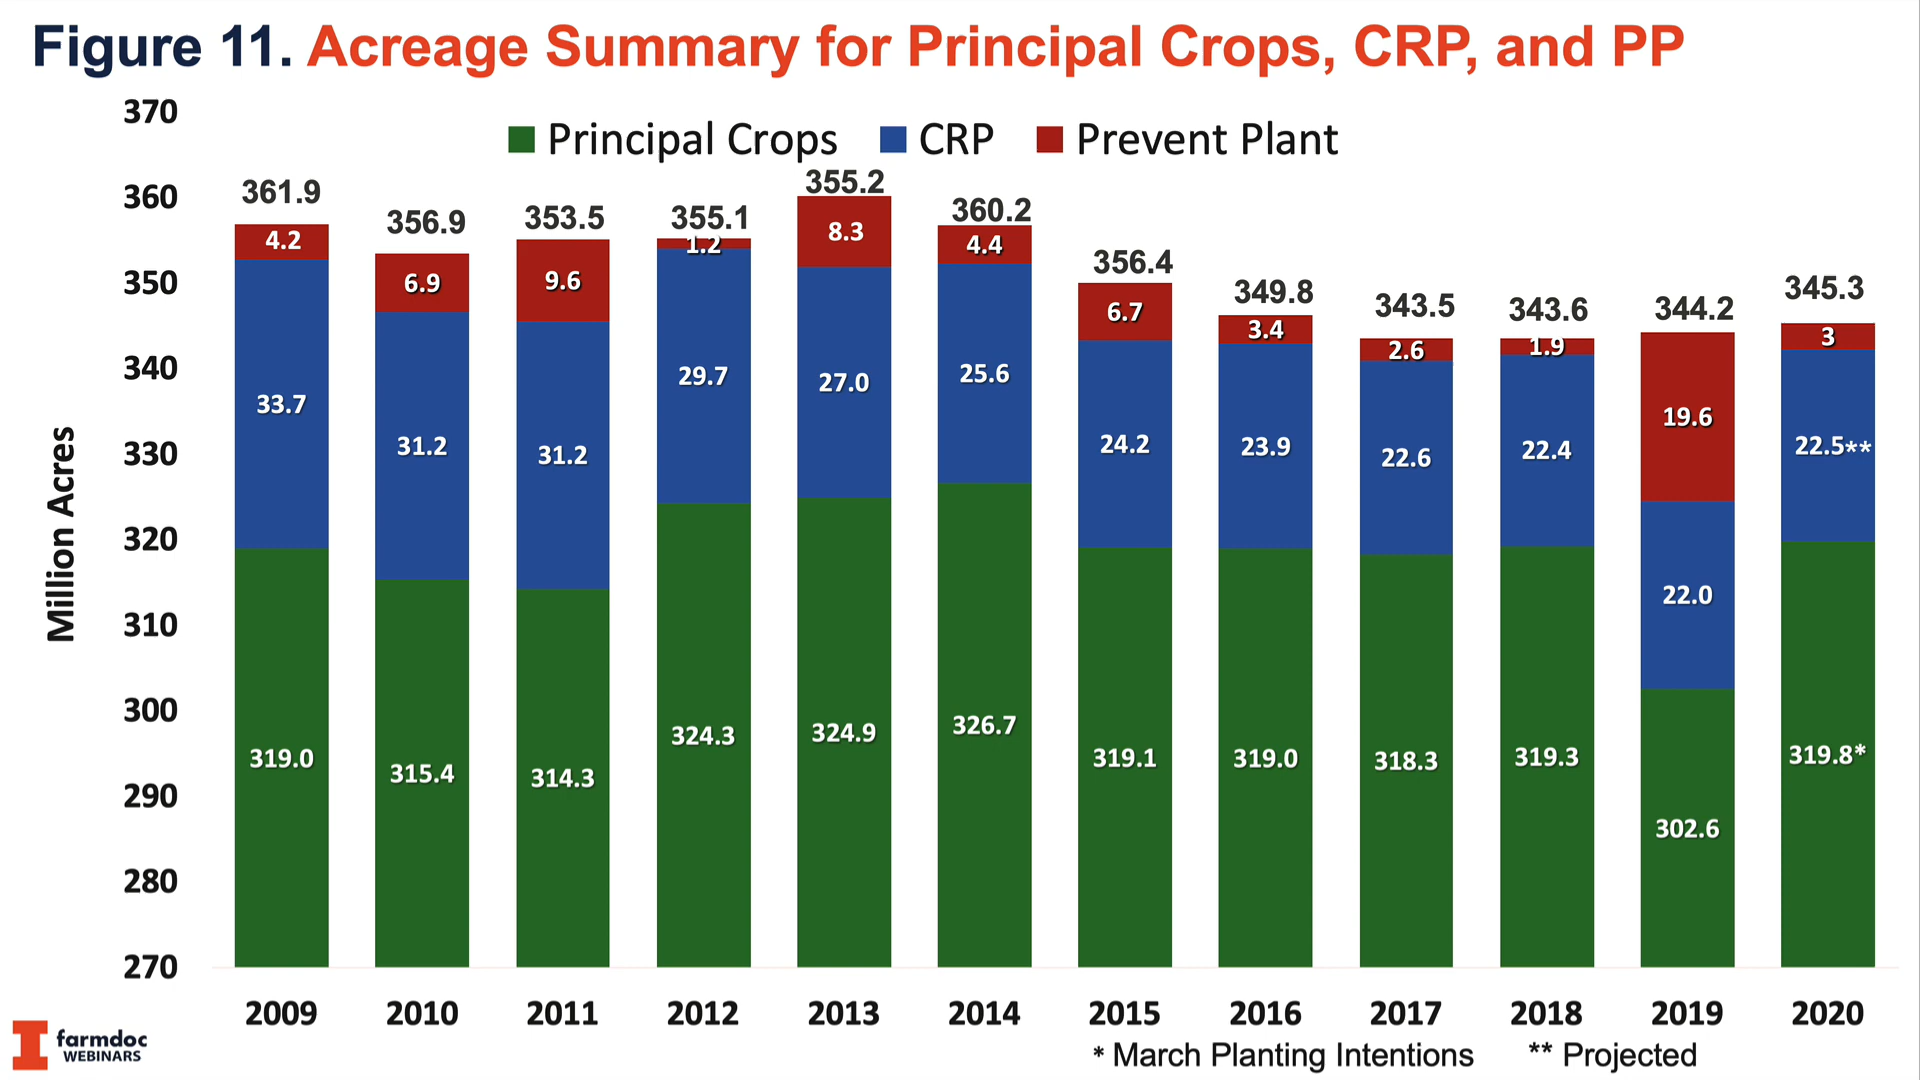 Figure 11. Acreage Summary for Principal Crops, CRP, and PP
Principal Crops CRP Prevent Plant
Million Acres
370
360
350
340
330
320
310
300
290
280
270
361.9 356.9 353.5 355.1 355.2 360.2 356.4 349.8 343.5 343.6 344.2 345.3
4.2 6.9 9.6 1.2 8.3 4.4 6.7 3.4 2.6 1.9 19.6 3
33.7 31.2 31.2 29.7 27.0 25.6 24.2 23.9 22.6 22.4 22.0 22.5**
319.0 315.4 314.3 324.3 324.9 326.7 319.1 319.0 318.3 319.3 302.6 319.8*
2009 2010 2011 2012 2013 2014 2015 2016 2017 2018 2019 2020
* March Planting Intentions ** Projected
I farmdoc
WEBINARS